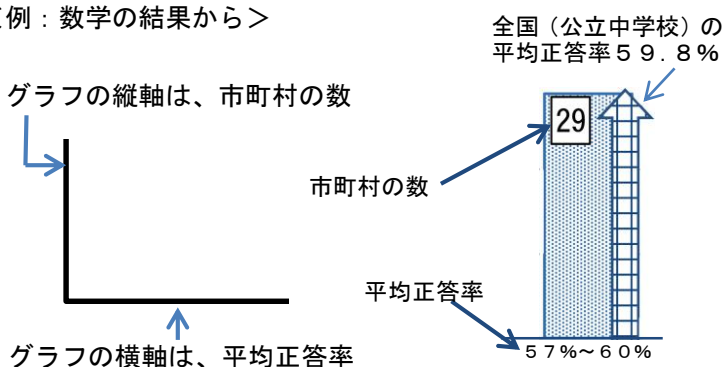 例：数学の結果から＞
グラフの縦軸は、市町村の数
グラフの横軸は、平均正答率
全国（公立中学校）の
平均正答率５９．８％
29
市町村の数
平均正答率
５７％～６０％